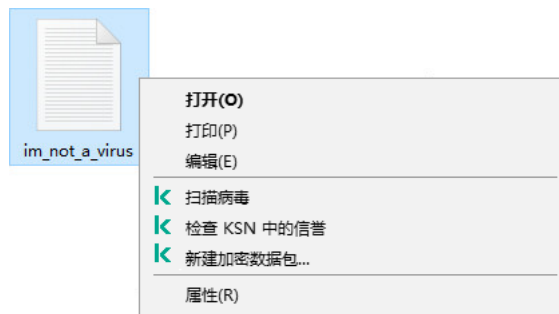 im_not_a_virus
打开(O)
打印(P)
编辑(E)
扫描病毒
检查 KSN 中的信誉
新建加密数据包...
属性(R)